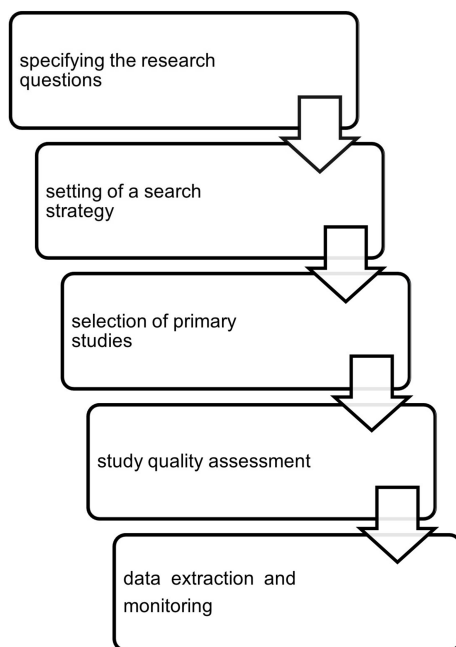 specifying the research
questions
setting of a search
strategy
selection of primary
studies
study quality assessment
data extraction and
monitoring